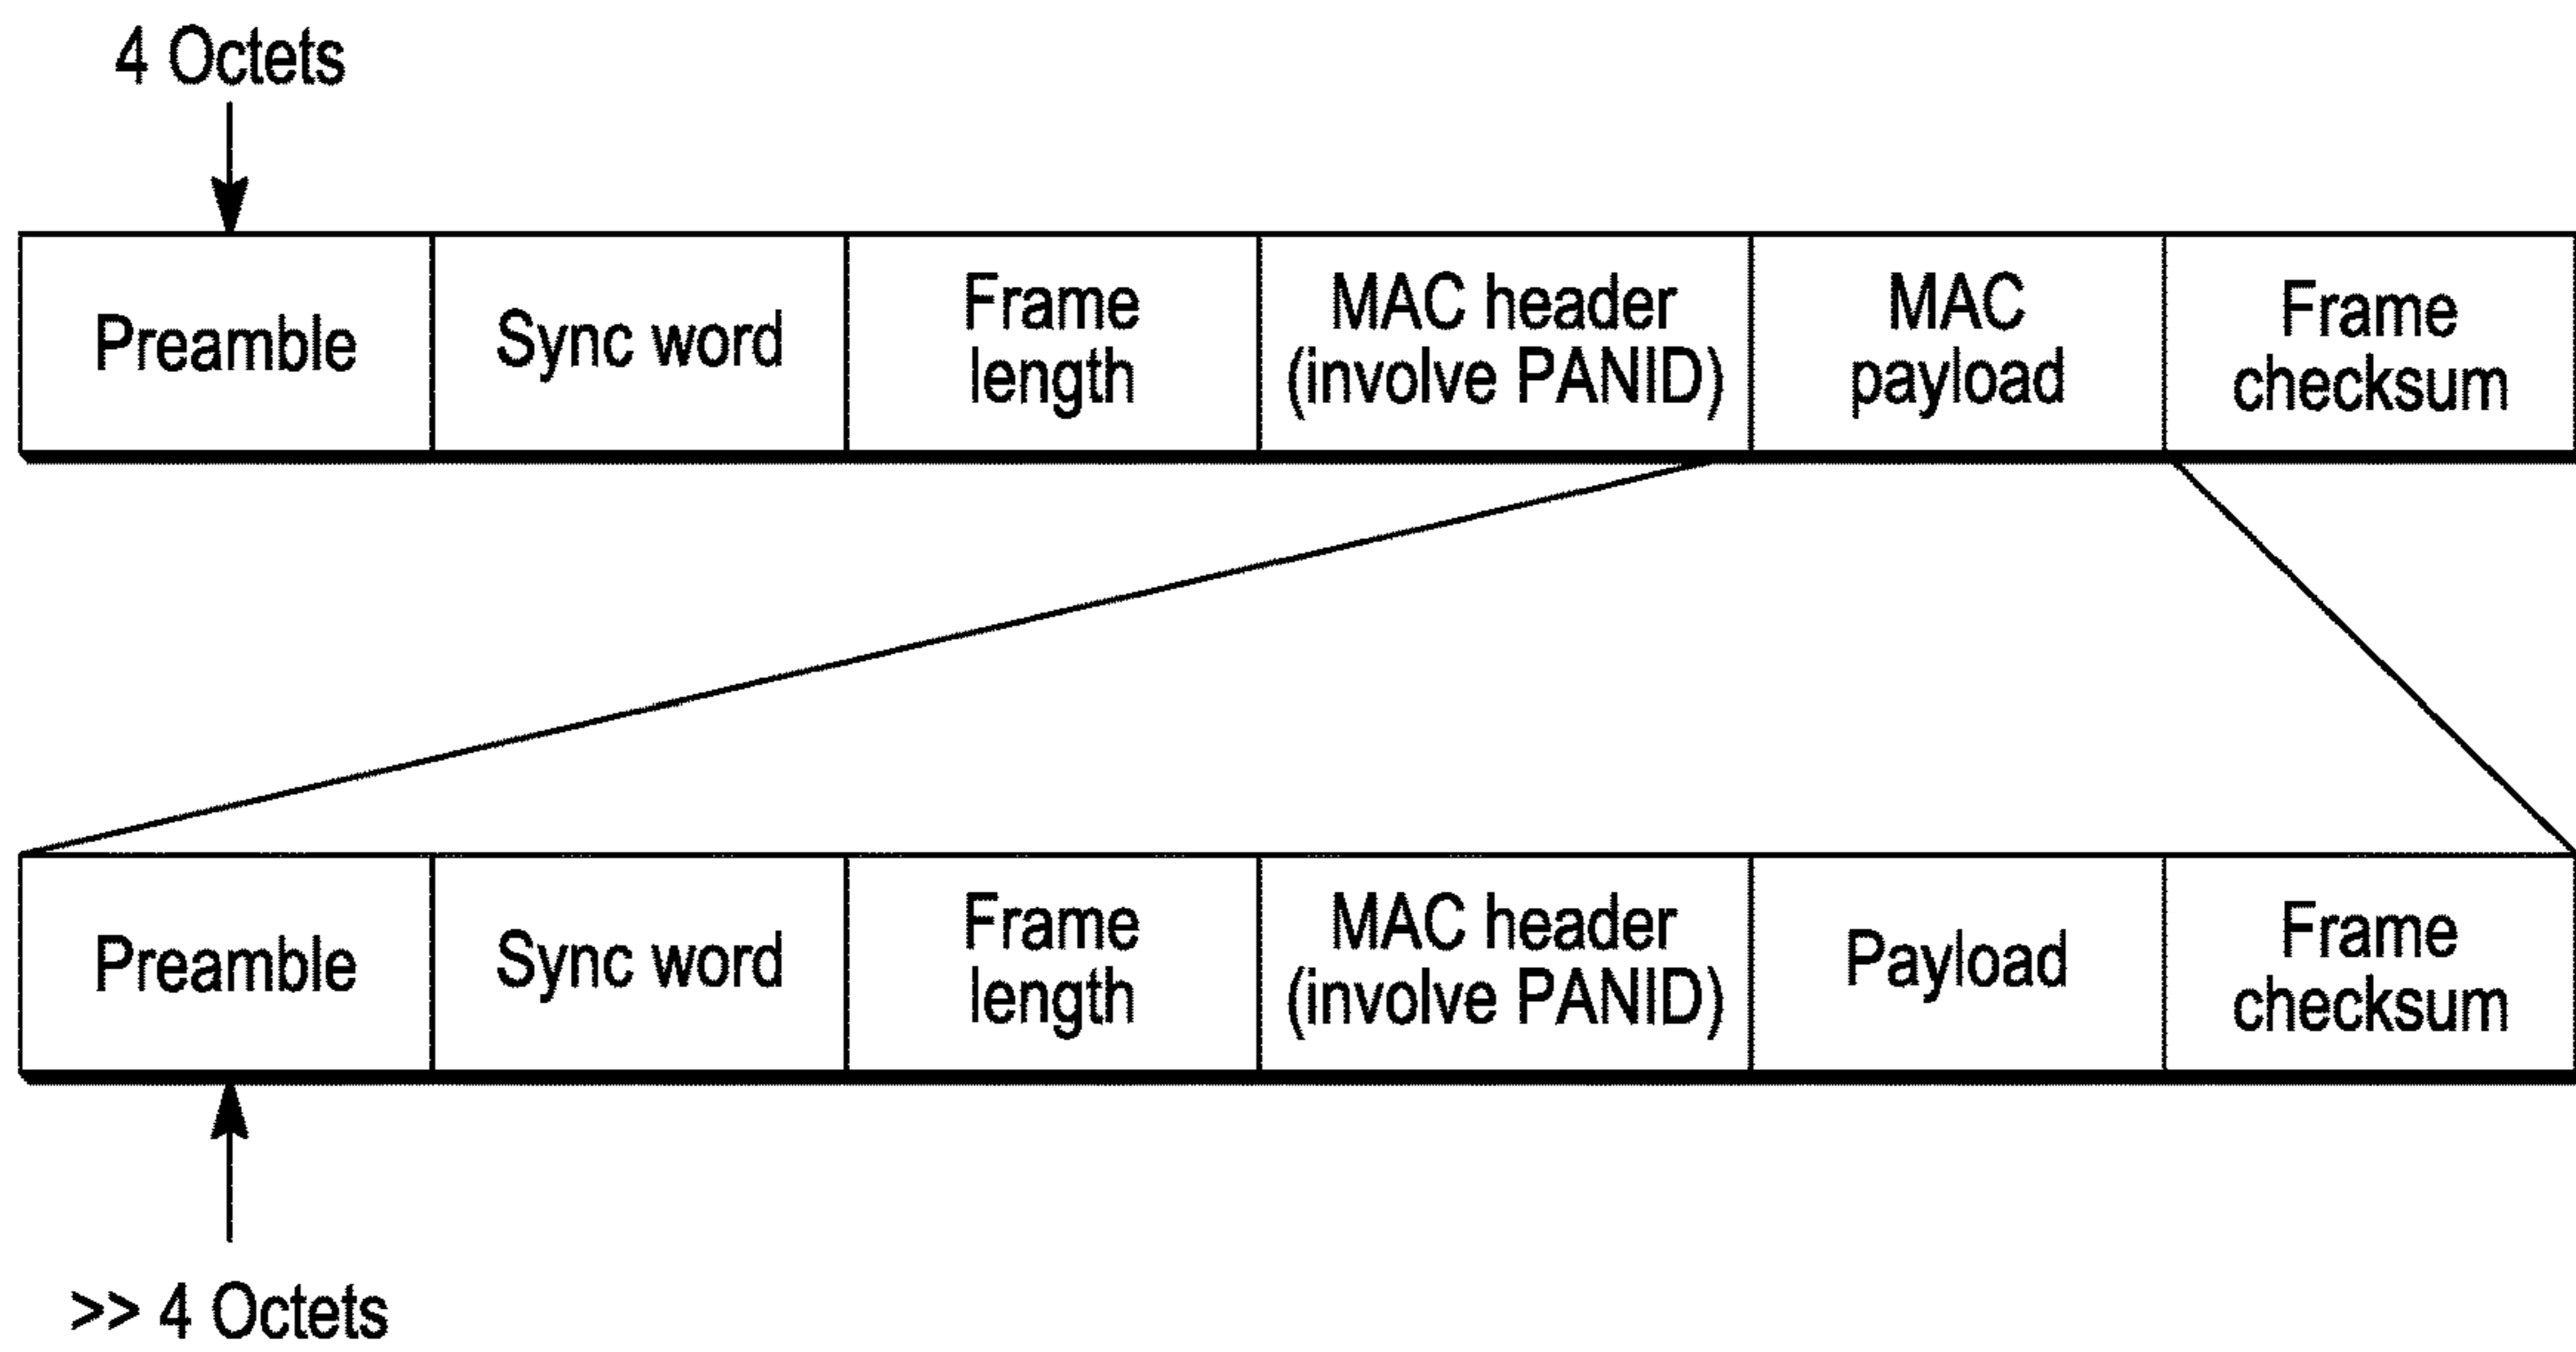 4 Octets
Preamble
Sync word
Frame
length
MAC header
(involve PANID)
MAC
payload
Frame
checksum
Preamble
Sync word
Frame
length
MAC header
(involve PANID)
Payload
Frame
checksum
>> 4 Octets